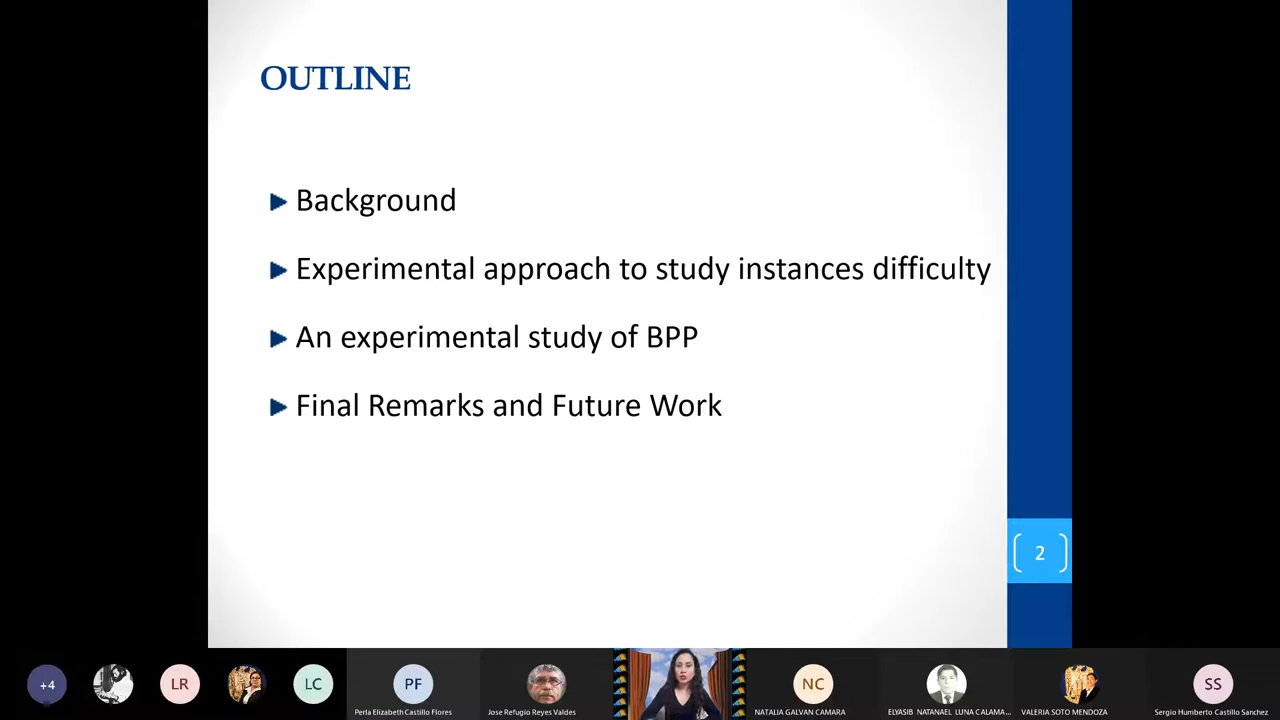 OUTLINE
Background
Experimental approach to study instances difficulty
An experimental study of BPP
Final Remarks and Future Work
2
+4
LR
LC
PF
NC
SS
Perla Elizabeth Castillo Flores
Jose Refugio Reyes Valdes
NATALIA GALVAN CAMARA
ELYASIB NATANAEL LUNA CALAMA...
VALERIA SOTO MENDOZA
Sergio Humberto Castillo Sanchez